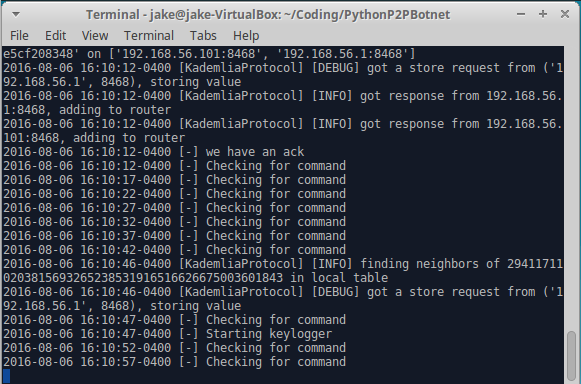 Terminal - jake@jake-VirtualBox: ~/Coding/PythonP2PBotnet
File Edit View Terminal Tabs Help
e5cf208348' on ['192.168.56.101:8468', '192.168.56.1:8468']
2016-08-06 16:10:12-0400 [KademliaProtocol] [DEBUG] got a store request from ('1
92.168.56.1', 8468), storing value
2016-08-06 16:10:12-0400 [KademliaProtocol] [INFO] got response from 192.168.56.
1:8468, adding to router
2016-08-06 16:10:12-0400 [KademliaProtocol] [INFO] got response from 192.168.56.
101:8468, adding to router
2016-08-06 16:10:12-0400 [-] we have an ack
2016-08-06 16:10:12-0400 [-] Checking for command
2016-08-06 16:10:17-0400 [-] Checking for command
2016-08-06 16:10:22-0400 [-] Checking for command
2016-08-06 16:10:27-0400 [-] Checking for command
2016-08-06 16:10:32-0400 [-] Checking for command
2016-08-06 16:10:37-0400 [-] Checking for command
2016-08-06 16:10:42-0400 [-] Checking for command
2016-08-06 16:10:46-0400 [KademliaProtocol] [INFO] finding neighbors of 29411711
0203815693265238531916516626675003601843 in local table
2016-08-06 16:10:46-0400 [KademliaProtocol] [DEBUG] got a store request from ('1
92.168.56.1', 8468), storing value
2016-08-06 16:10:47-0400 [-] Checking for command
2016-08-06 16:10:47-0400 [-] Starting keylogger
2016-08-06 16:10:52-0400 [-] Checking for command
2016-08-06 16:10:57-0400 [-] Checking for command